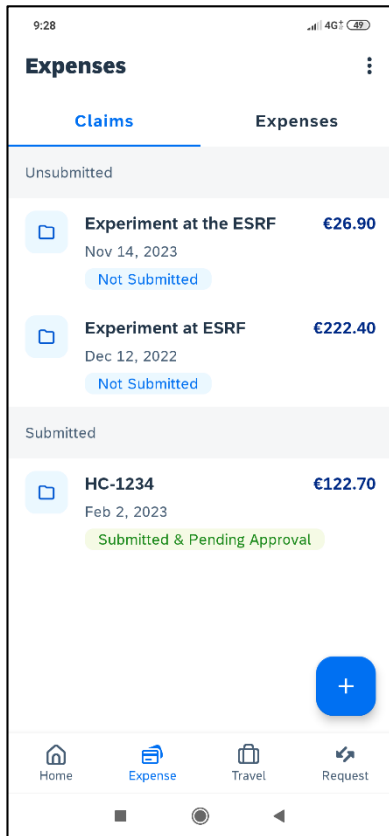 9:28
4G 49
Expenses
Claims Expenses
Unsubmitted
Experiment at the ESRF €26.90
Nov 14, 2023
Not Submitted
Experiment at ESRF €222.40
Dec 12, 2022
Not Submitted
Submitted
HC-1234 €122.70
Feb 2, 2023
Submitted & Pending Approval
+
Home Expense Travel Request